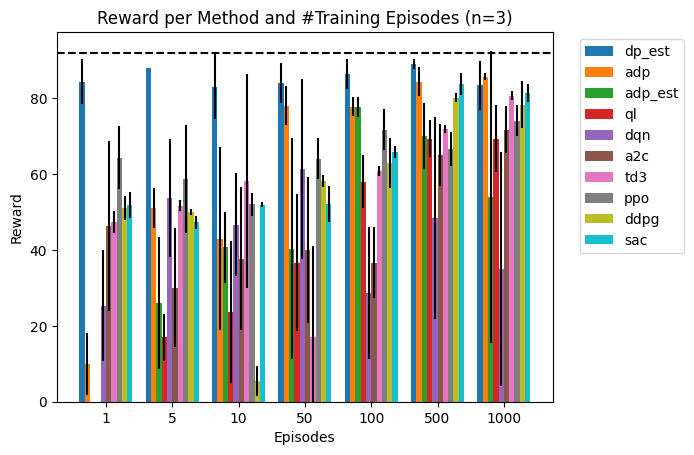 Reward per Method and #Training Episodes (n=3)
Reward
80
60
40
20
0
1 5 10 50 100 500 1000
Episodes
dp_est
adp
adp_est
ql
dqn
a2c
td3
ppo
ddpg
sac